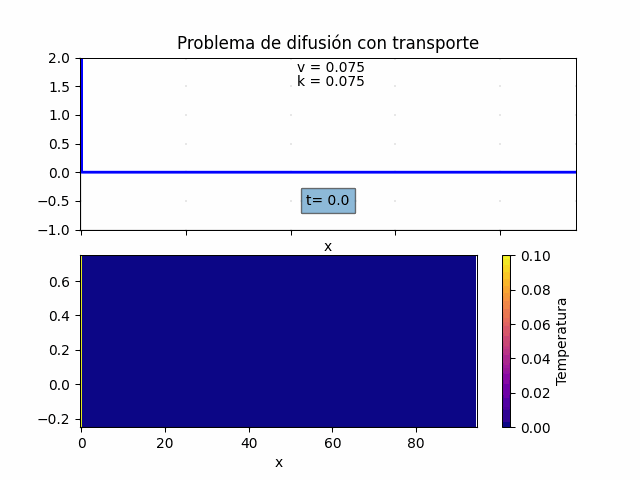 Problema de difusión con transporte
2.0
v = 0.075
k = 0.075
1.5
1.0
0.5
0.0
−0.5
t= 0.0
−1.0
x
0.6
0.4
0.2
0.0
−0.2
0 20 40 60 80
x
0.10
0.08
0.06
0.04
0.02
0.00
Temperatura